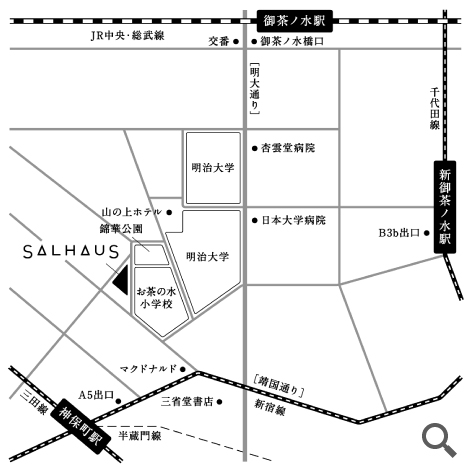 御茶ノ水駅
JR中央・総武線
交番
御茶ノ水橋口
[明大通り]
千代田線
杏雲堂病院
明治大学
新御茶ノ水駅
山の上ホテル
日本大学病院
錦華公園
B3b出口
SALHAUS
明治大学
お茶の水
小学校
マクドナルド
[靖国通り]
三田線
A5出口
三省堂書店
新宿線
神保町駅
半蔵門線